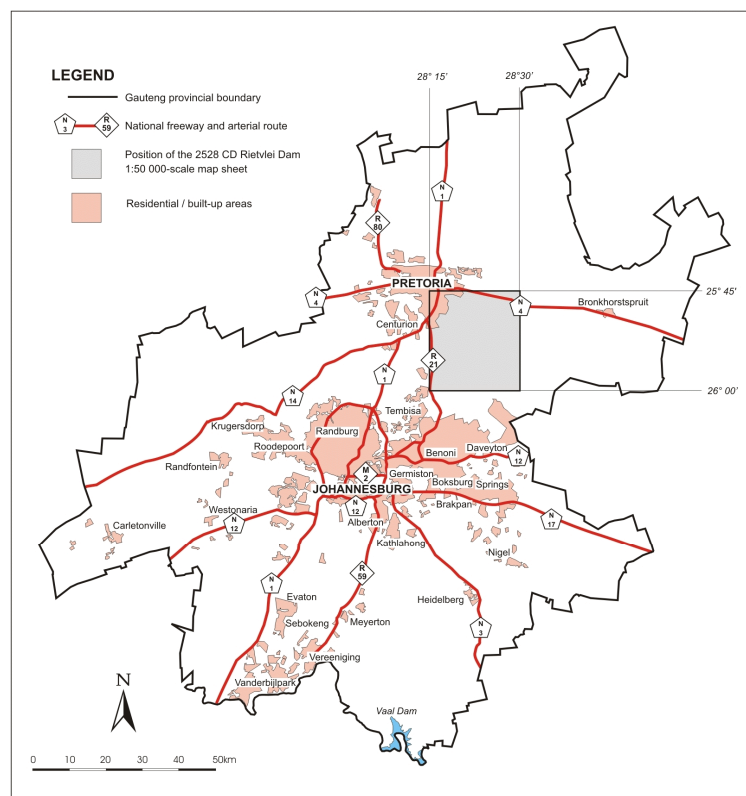 LEGEND
Gauteng provincial boundary
N
3
R
59
National freeway and arterial route
Position of the 2528 CD Rietvlei Dam
1:50 000-scale map sheet
Residential / built-up areas
28° 15'
28° 30'
N
1
R
80
PRETORIA
25° 45'
N
4
Bronkhorstspruit
N
4
Centurion
R
21
N
1
26° 00'
N
14
Tembisa
Krugersdorp
Randburg
Roodepoort
Benoni
Daveyton
N
12
Randfontein
M
2
Germiston
Boksburg
Springs
JOHANNESBURG
Brakpan
Westonaria
N
12
N
12
Alberton
N
17
Carletonville
Kathlahong
Nigel
N
1
R
59
Evaton
Heidelberg
Sebokeng
Meyerton
N
3
Vereeniging
Vanderbijlpark
N
Vaal Dam
0
10
20
30
40
50km